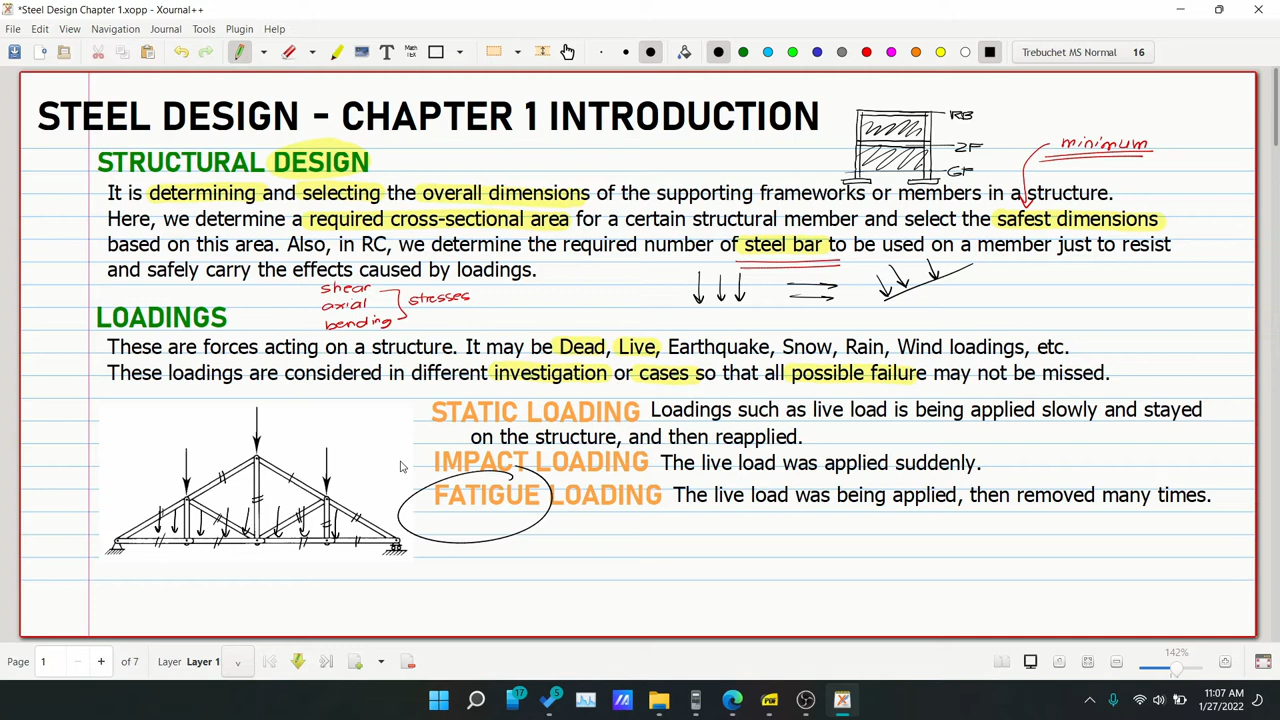 *Steel Design Chapter 1.xopp - Xournal++
File Edit View Navigation Journal Tools Plugin Help
Trebuchet MS Normal 16
STEEL DESIGN - CHAPTER 1 INTRODUCTION
RB
2F
GF
minimum
STRUCTURAL DESIGN
It is determining and selecting the overall dimensions of the supporting frameworks or members in a structure.
Here, we determine a required cross-sectional area for a certain structural member and select the safest dimensions
based on this area. Also, in RC, we determine the required number of steel bar to be used on a member just to resist
and safely carry the effects caused by loadings.
shear
axial
bending
stresses
LOADINGS
These are forces acting on a structure. It may be Dead, Live, Earthquake, Snow, Rain, Wind loadings, etc.
These loadings are considered in different investigation or cases so that all possible failure may not be missed.
STATIC LOADING Loadings such as live load is being applied slowly and stayed
on the structure, and then reapplied.
IMPACT LOADING The live load was applied suddenly.
FATIGUE LOADING The live load was being applied, then removed many times.
Page 1 of 7 Layer Layer 1
142%
11:07 AM
1/27/2022